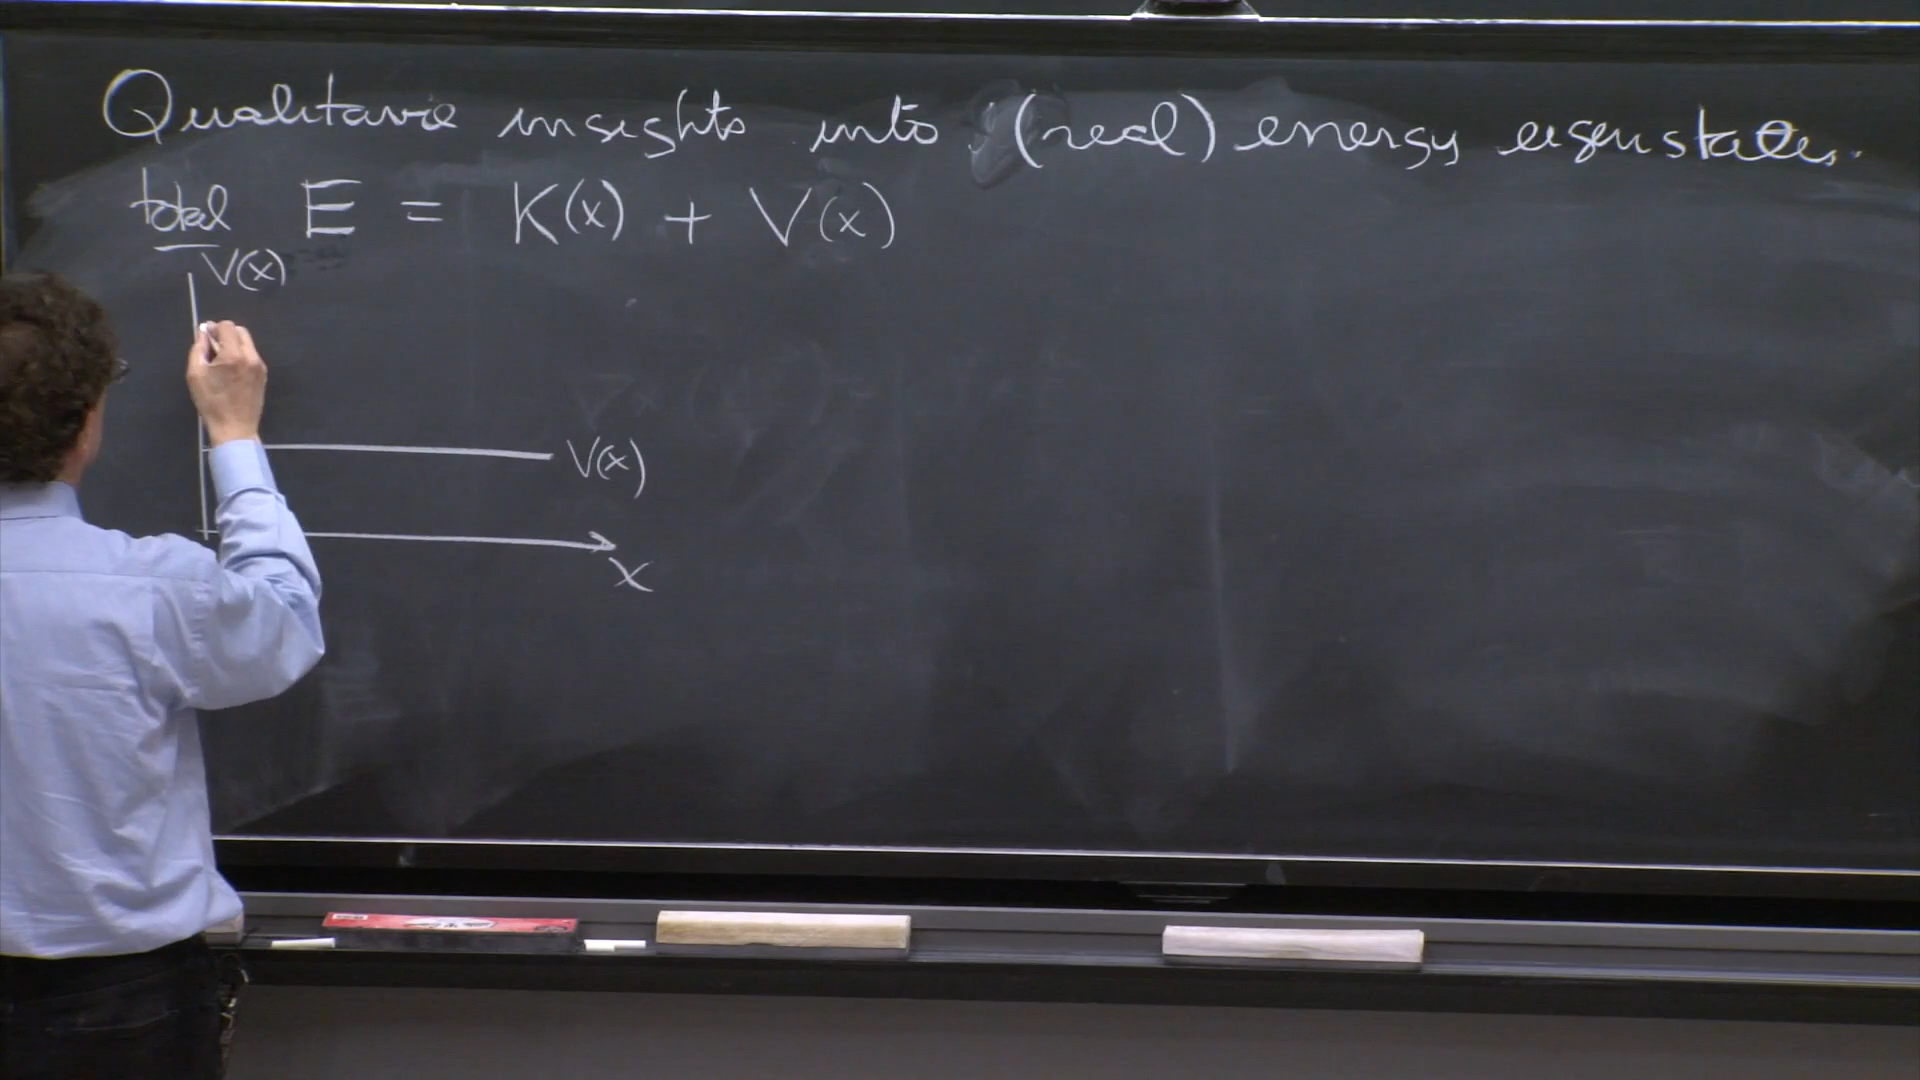 Qualitative insights into (real) energy eigenstates.
total E = K(x) + V(x)
V(x)
V(x)
x